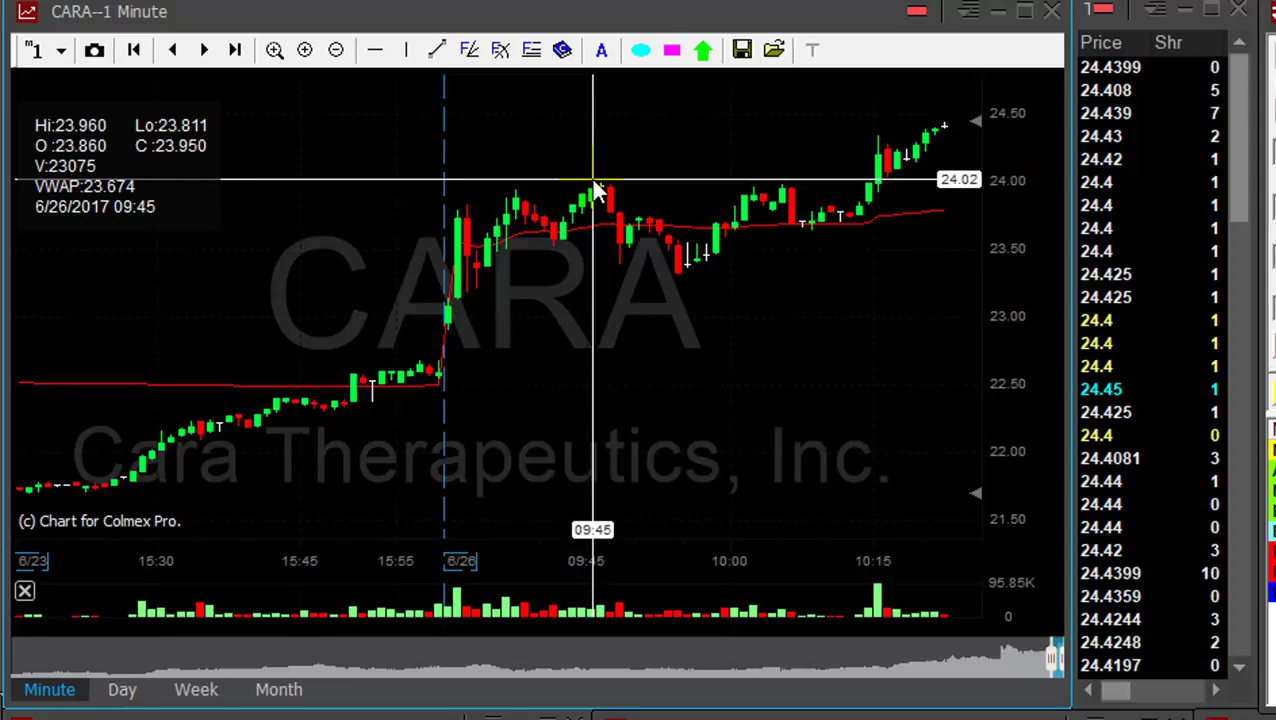 CARA--1 Minute
m1
A
T
Hi:23.960 Lo:23.811
O :23.860 C :23.950
V:23075
VWAP:23.674
6/26/2017 09:45
CARA
Cara Therapeutics, Inc.
24.50
24.02
24.00
23.50
23.00
22.50
22.00
21.50
(c) Chart for Colmex Pro.
09:45
6/23 15:30 15:45 15:55 6/26 09:45 10:00 10:15
95.85K
0
Minute Day Week Month
1
Price Shr
24.4399 0
24.408 5
24.439 7
24.43 2
24.42 1
24.4 1
24.4 1
24.4 1
24.4 1
24.425 1
24.425 1
24.4 1
24.4 1
24.4 1
24.45 1
24.425 1
24.4 0
24.4081 3
24.44 1
24.44 0
24.44 0
24.42 3
24.4399 10
24.4359 0
24.4244 3
24.4248 2
24.4197 0